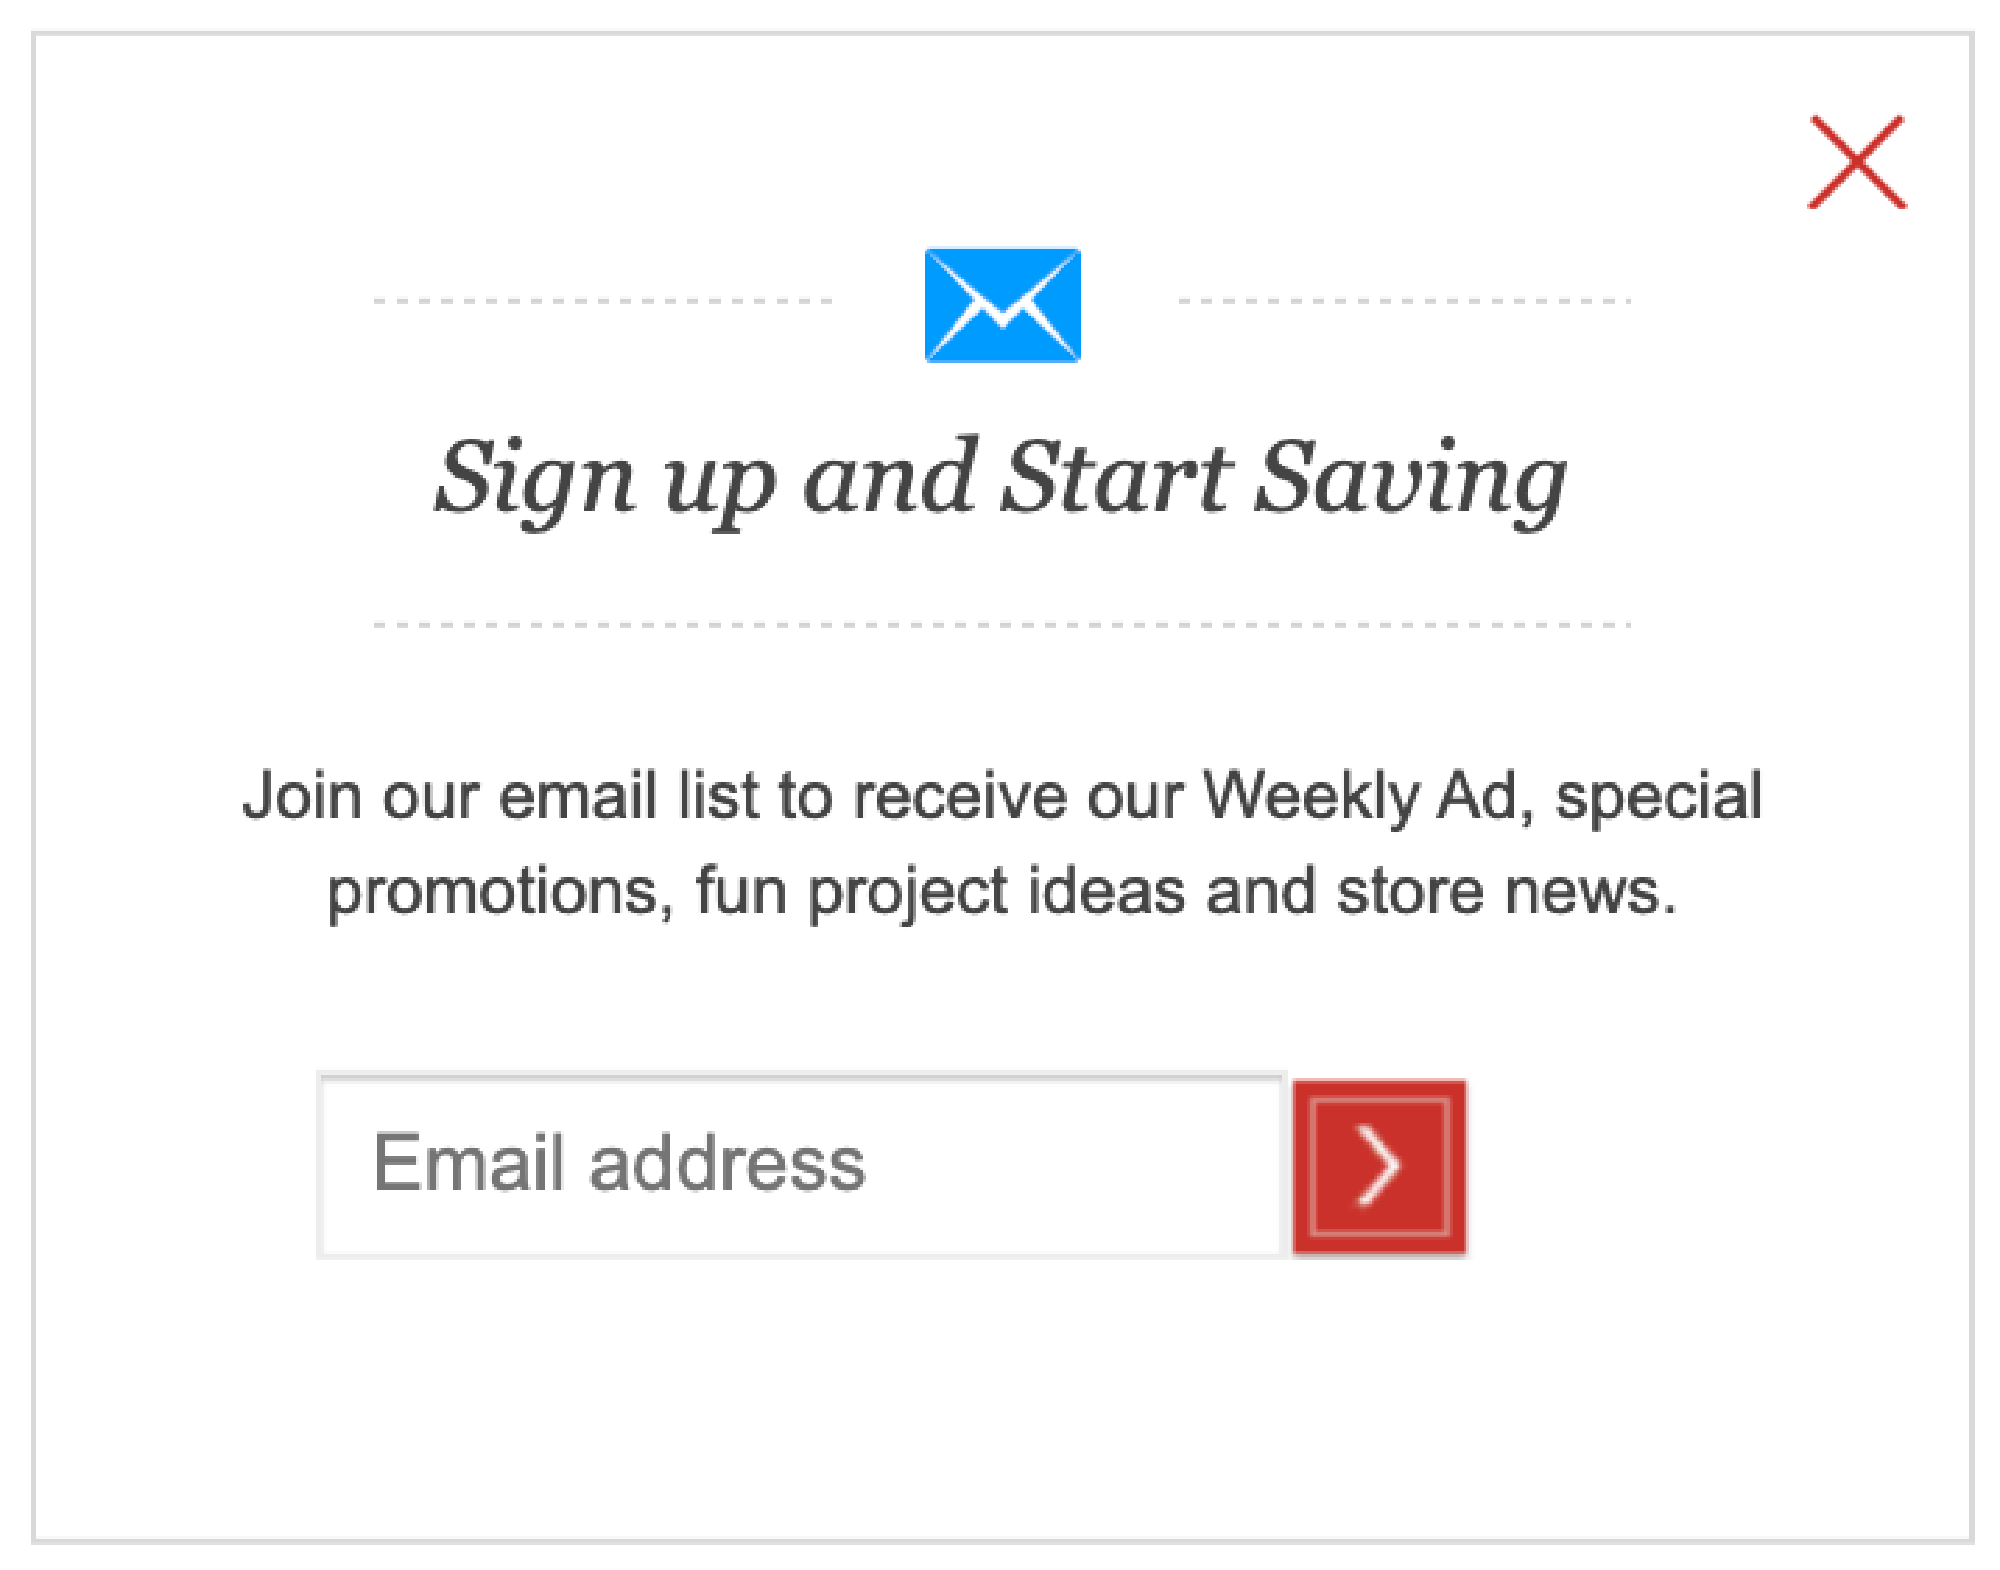 Sign up and Start Saving
Join our email list to receive our Weekly Ad, special
promotions, fun project ideas and store news.
Email address